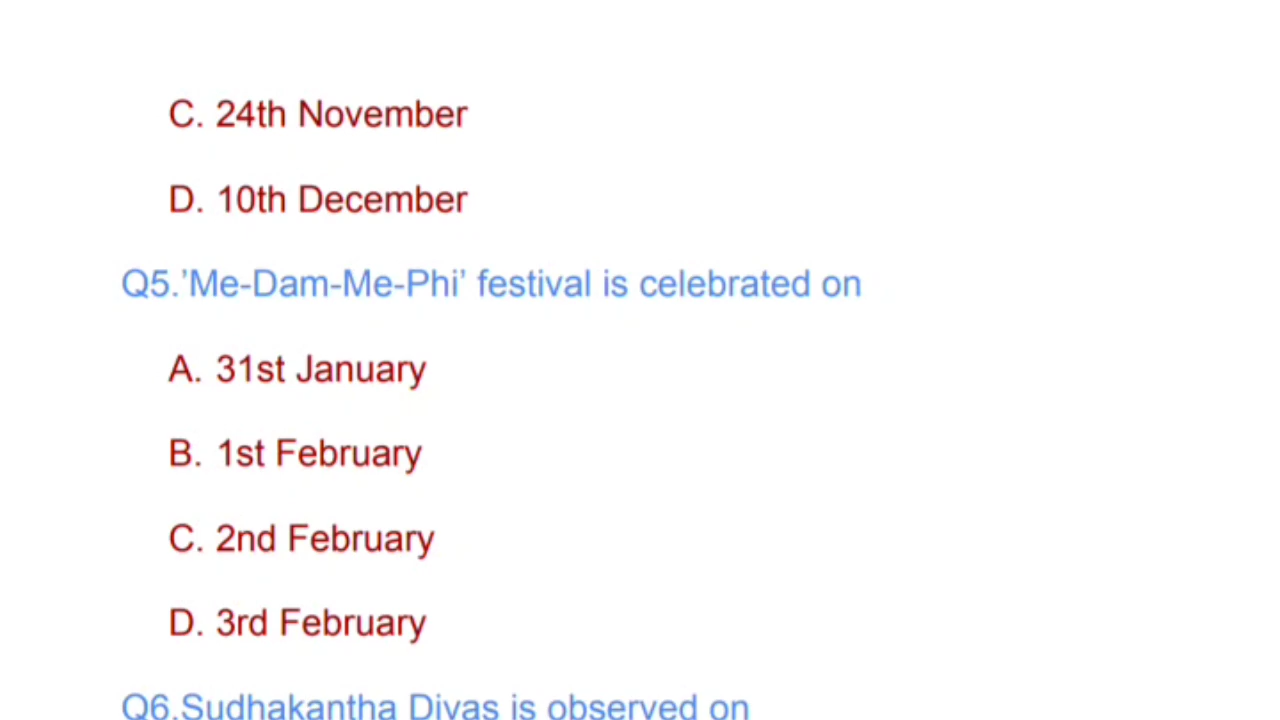 C. 24th November
D. 10th December
Q5.’Me-Dam-Me-Phi’ festival is celebrated on
A. 31st January
B. 1st February
C. 2nd February
D. 3rd February
Q6.Sudhakantha Divas is observed on